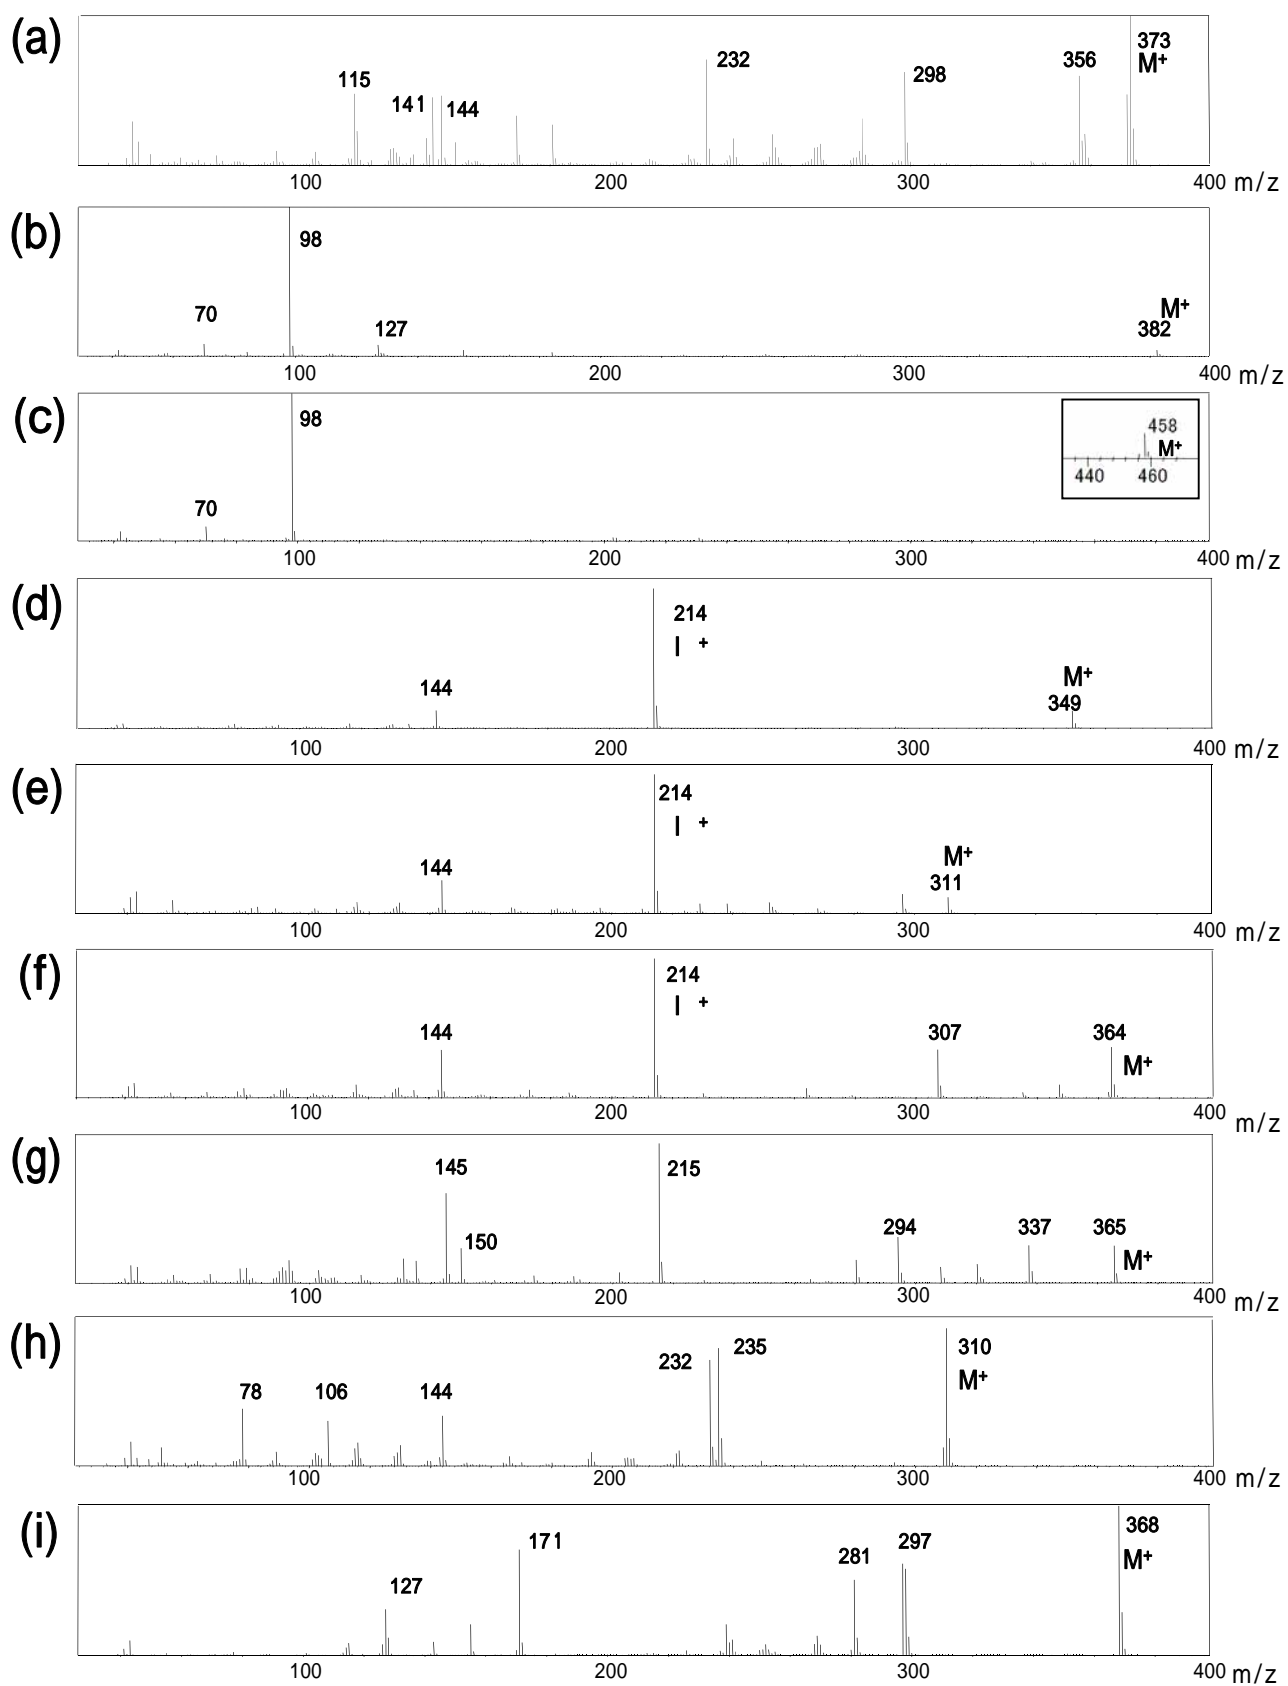 (a)
373
M+
356
298
232
115
141
144
100 200 300 400 m/z
(b)
98
70
127
M+
382
100 200 300 400 m/z
(c)
98
70
458
M+
440 460
100 200 300 400 m/z
(d)
214
I +
144
M+
349
100 200 300 400 m/z
(e)
214
I +
144
M+
311
100 200 300 400 m/z
(f)
214
I +
144
307
364
M+
100 200 300 400 m/z
(g)
145
215
150
294
337
365
M+
100 200 300 400 m/z
(h)
78
106
144
232
235
310
M+
100 200 300 400 m/z
(i)
127
171
281
297
368
M+
100 200 300 400 m/z